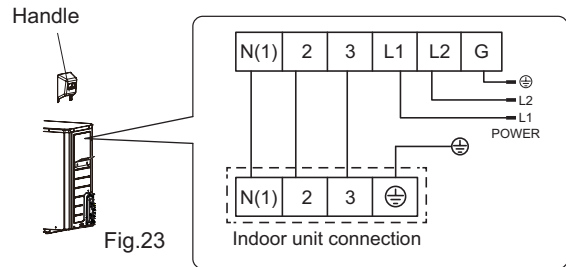 Handle
N(1) 2 3 L1 L2 G
L2
L1
POWER
N(1) 2 3
Fig.23
Indoor unit connection